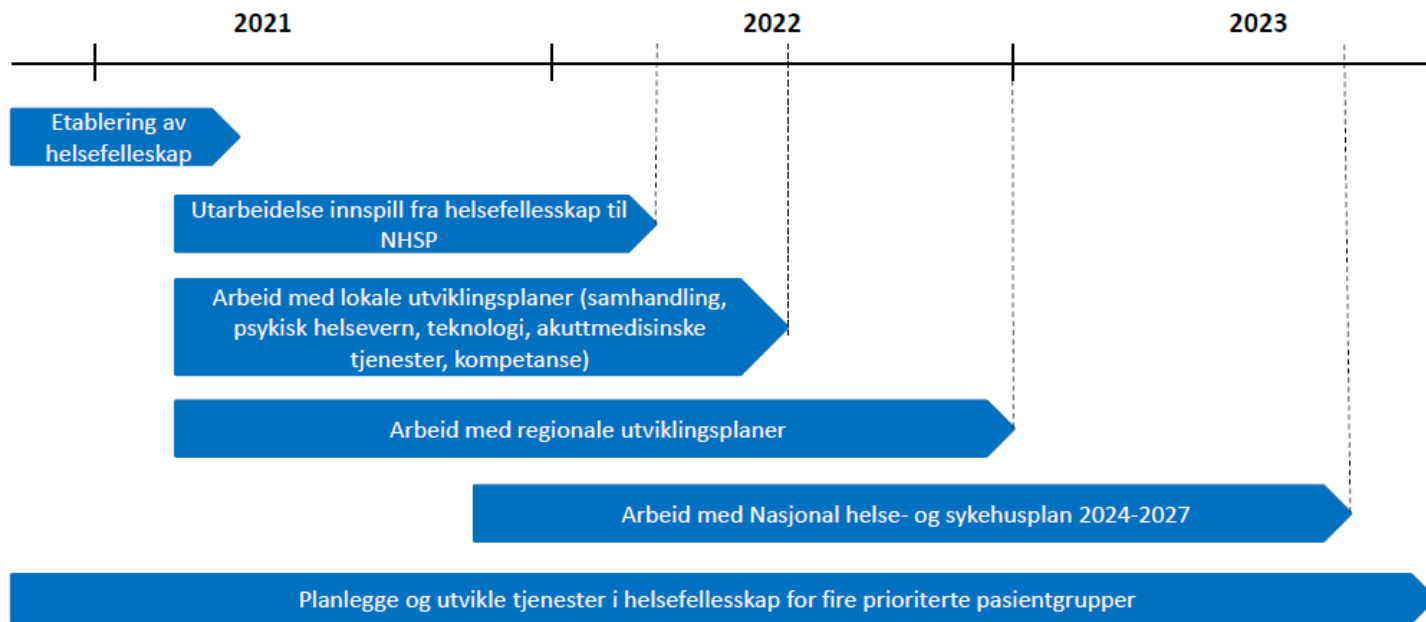 2021
2022
2023
Etablering av
helsefelleskap
Utarbeidelse innspill fra helsefellesskap til
NHSP
Arbeid med lokale utviklingsplaner (samhandling,
psykisk helsevern, teknologi, akuttmedisinske
tjenester, kompetanse)
Arbeid med regionale utviklingsplaner
Arbeid med Nasjonal helse- og sykehusplan 2024-2027
Planlegge og utvikle tjenester i helsefellesskap for fire prioriterte pasientgrupper